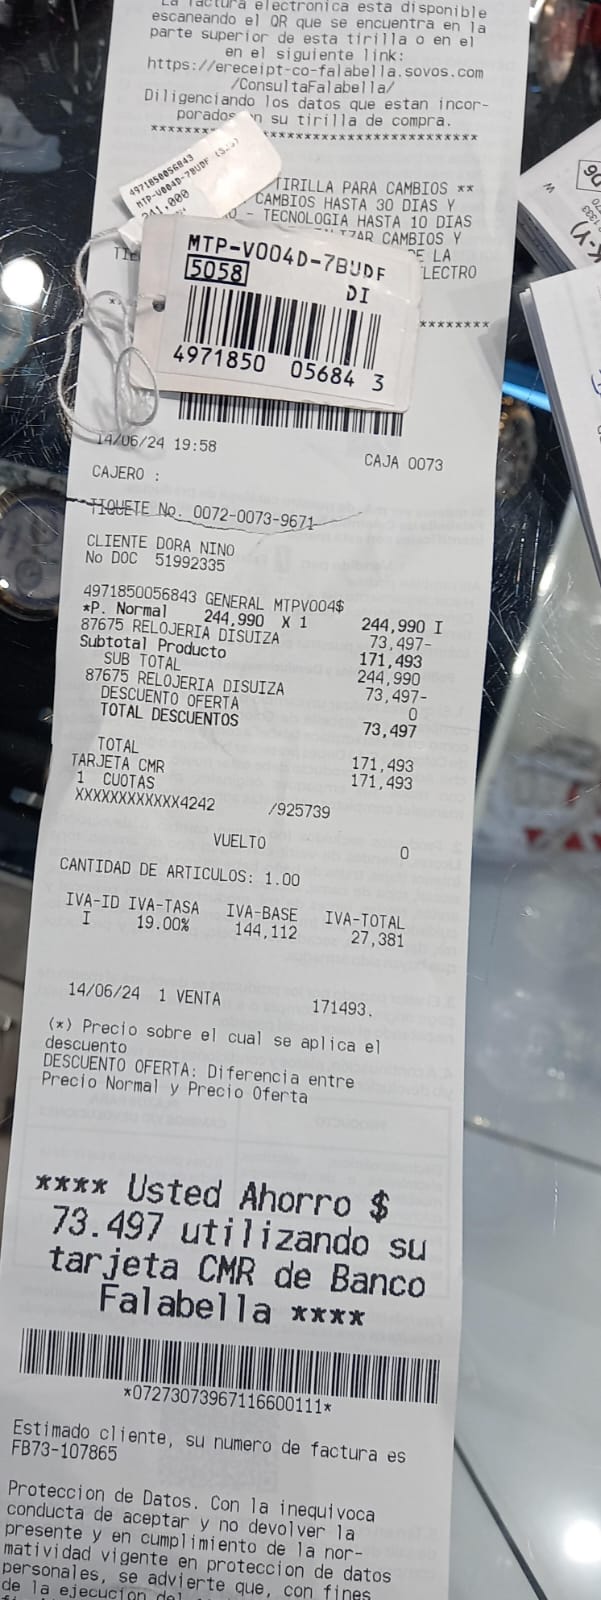 La factura electronica esta disponible
escaneando el QR que se encuentra en la
parte superior de esta tirilla o en el
en el siguiente link:
https://ereceipt-co-falabella.sovos.com
/ConsultaFalabella/
Diligenciando los datos que estan incor-
porados en su tirilla de compra.
***************************************
4971850056843
MTP-V004D-7BUDF
TIRILLA PARA CAMBIOS **
CAMBIOS HASTA 30 DIAS Y
- TECNOLOGIA HASTA 10 DIAS
CAMBIOS Y
LA
MTP-V004D-7BUDF
5058
DI
4971850 05684 3
14/06/24 19:58
CAJA 0073
CAJERO :
TIQUETE No. 0072-0073-9671
CLIENTE DORA NINO
No DOC 51992335
4971850056843 GENERAL MTPV004$
*P. Normal 244,990 X 1 244,990 I
87675 RELOJERIA DISUIZA 73,497-
Subtotal Producto 171,493
SUB TOTAL 244,990
87675 RELOJERIA DISUIZA 73,497-
DESCUENTO OFERTA 0
TOTAL DESCUENTOS 73,497
TOTAL 171,493
TARJETA CMR 171,493
1 CUOTAS
XXXXXXXXXXXX4242 /925739
VUELTO 0
CANTIDAD DE ARTICULOS: 1.00
IVA-ID IVA-TASA IVA-BASE IVA-TOTAL
I 19.00% 144,112 27,381
14/06/24 1 VENTA 171493.
(*) Precio sobre el cual se aplica el
descuento
DESCUENTO OFERTA: Diferencia entre
Precio Normal y Precio Oferta
**** Usted Ahorro $
73.497 utilizando su
tarjeta CMR de Banco
Falabella ****
*07273073967116600111*
Estimado cliente, su numero de factura es
FB73-107865
Proteccion de Datos. Con la inequivoca
conducta de aceptar y no devolver la
presente y en cumplimiento de la nor-
matividad vigente en proteccion de datos
personales, se advierte que, con fines
de la ejecucion del